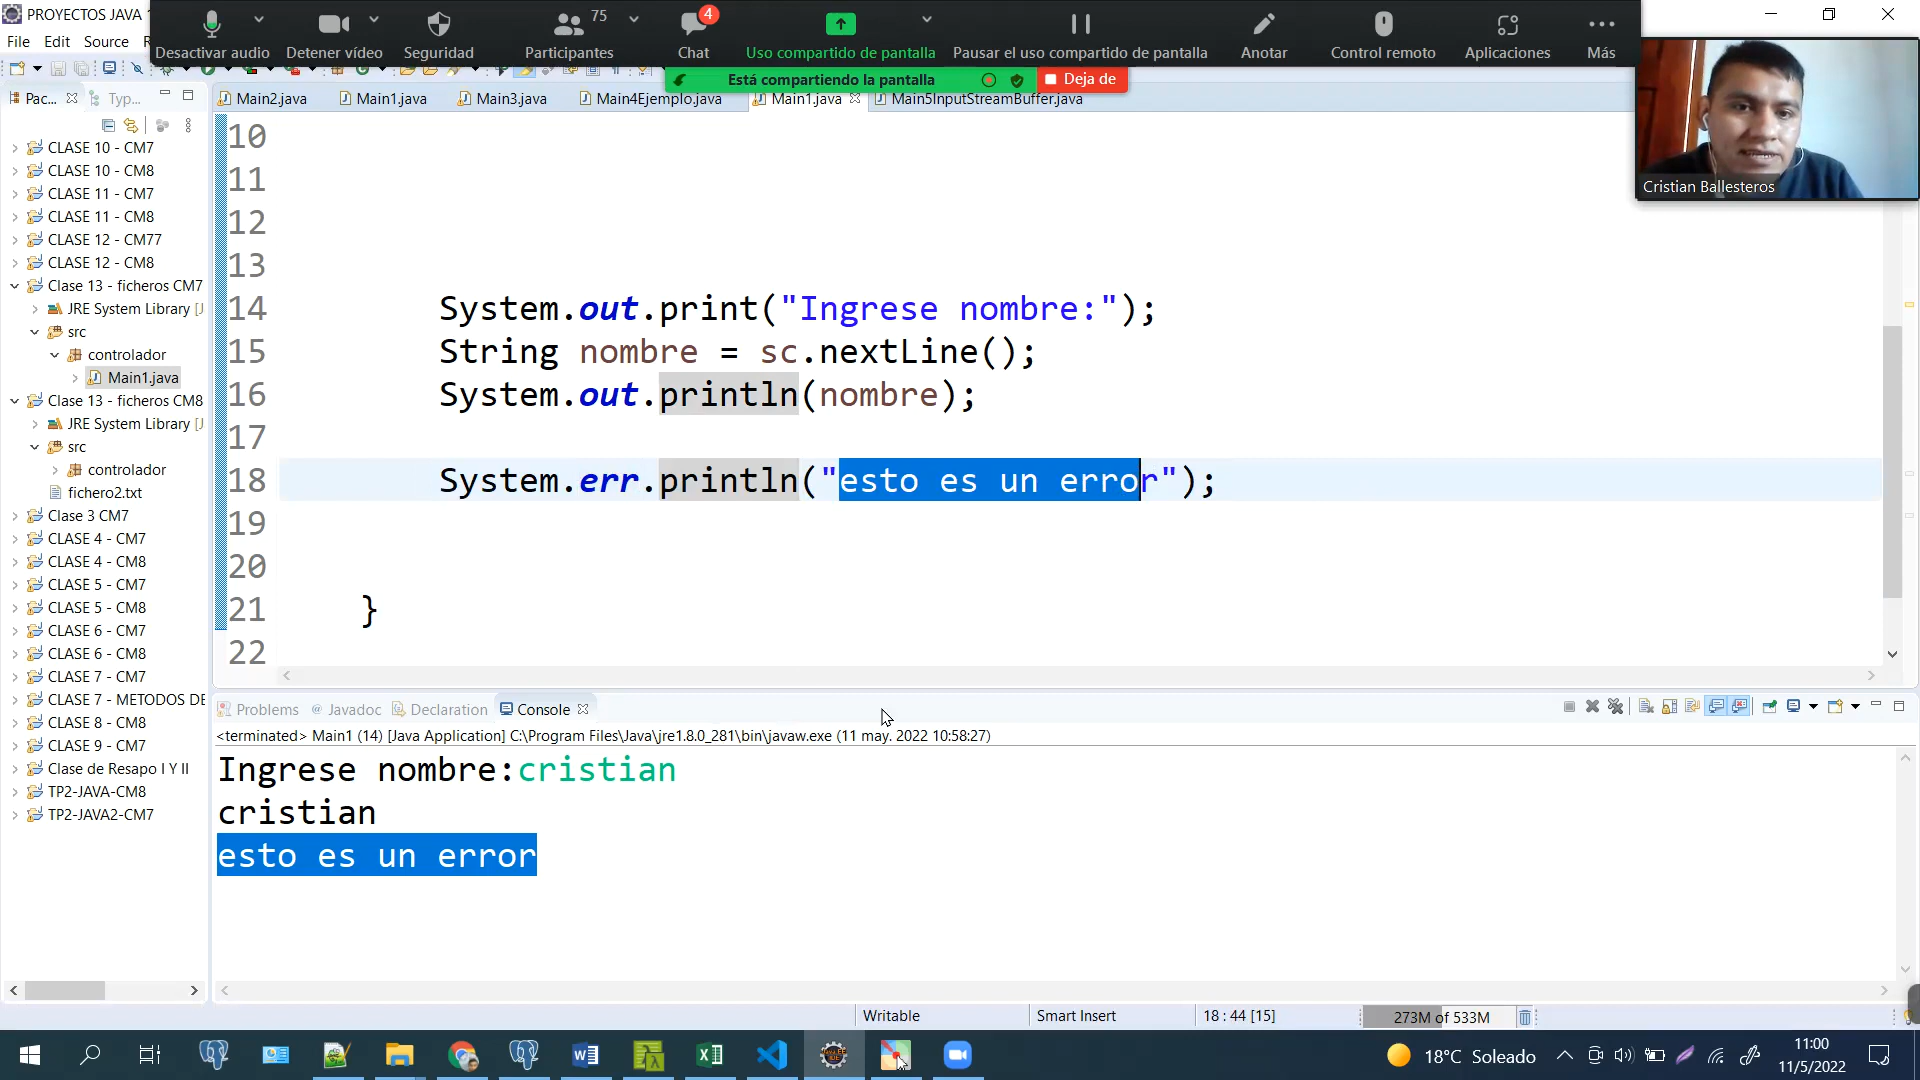 PROYECTOS JAVA
File Edit Source
Desactivar audio
Detener vídeo
Seguridad
75
Participantes
4
Chat
Uso compartido de pantalla
Pausar el uso compartido de pantalla
Anotar
Control remoto
Aplicaciones
Más
Está compartiendo la pantalla
Deja de
Cristian Ballesteros
Pac...
Typ...
Main2.java
Main1.java
Main3.java
Main4Ejemplo.java
Main1.java
Main5InputStreamBuffer.java
CLASE 10 - CM7
CLASE 10 - CM8
CLASE 11 - CM7
CLASE 11 - CM8
CLASE 12 - CM77
CLASE 12 - CM8
Clase 13 - ficheros CM7
JRE System Library [J
src
controlador
Main1.java
Clase 13 - ficheros CM8
JRE System Library [J
src
controlador
fichero2.txt
Clase 3 CM7
CLASE 4 - CM7
CLASE 4 - CM8
CLASE 5 - CM7
CLASE 5 - CM8
CLASE 6 - CM7
CLASE 6 - CM8
CLASE 7 - CM7
CLASE 7 - METODOS DE
CLASE 8 - CM8
CLASE 9 - CM7
Clase de Resapo I Y II
TP2-JAVA-CM8
TP2-JAVA2-CM7
10
11
12
13
14 System.out.print("Ingrese nombre:");
15 String nombre = sc.nextLine();
16 System.out.println(nombre);
17
18 System.err.println("esto es un error");
19
20
21 }
22
Problems @ Javadoc Declaration Console
<terminated> Main1 (14) [Java Application] C:\Program Files\Java\jre1.8.0_281\bin\javaw.exe (11 may. 2022 10:58:27)
Ingrese nombre:cristian
cristian
esto es un error
Writable
Smart Insert
18 : 44 [15]
273M of 533M
18°C Soleado
11:00
11/5/2022